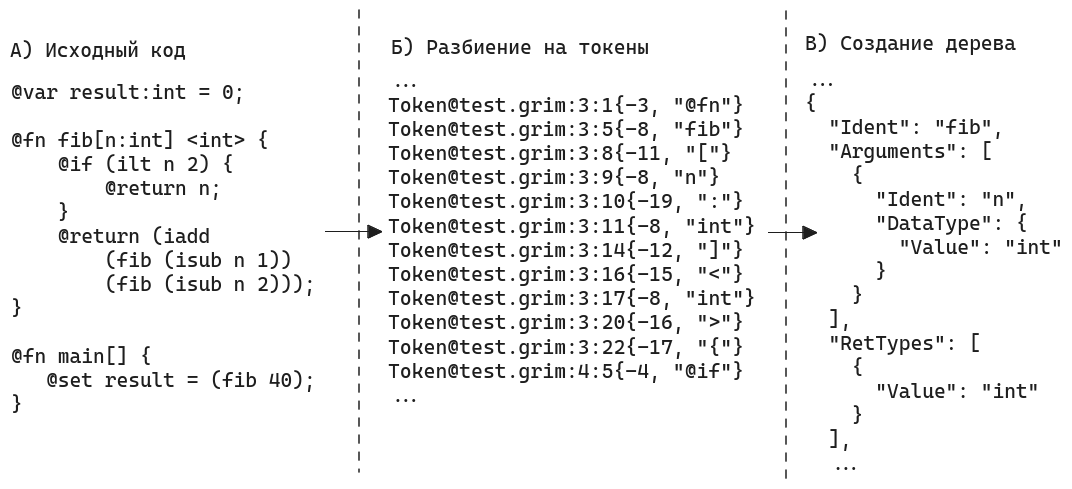 А) Исходный код
@var result:int = 0;
@fn fib[n:int] <int> {
    @if (ilt n 2) {
        @return n;
    }
    @return (iadd
        (fib (isub n 1))
        (fib (isub n 2)));
}
@fn main[] {
   @set result = (fib 40);
}
Б) Разбиение на токены
...
Token@test.grim:3:1{-3, "@fn"}
Token@test.grim:3:5{-8, "fib"}
Token@test.grim:3:8{-11, "["}
Token@test.grim:3:9{-8, "n"}
Token@test.grim:3:10{-19, ":"}
Token@test.grim:3:11{-8, "int"}
Token@test.grim:3:14{-12, "]"}
Token@test.grim:3:16{-15, "<"}
Token@test.grim:3:17{-8, "int"}
Token@test.grim:3:20{-16, ">"}
Token@test.grim:3:22{-17, "{"}
Token@test.grim:4:5{-4, "@if"}
...
В) Создание дерева
...
{
  "Ident": "fib",
  "Arguments": [
    {
      "Ident": "n",
      "DataType": {
        "Value": "int"
      }
    }
  ],
  "RetTypes": [
    {
      "Value": "int"
    }
  ],
  ...